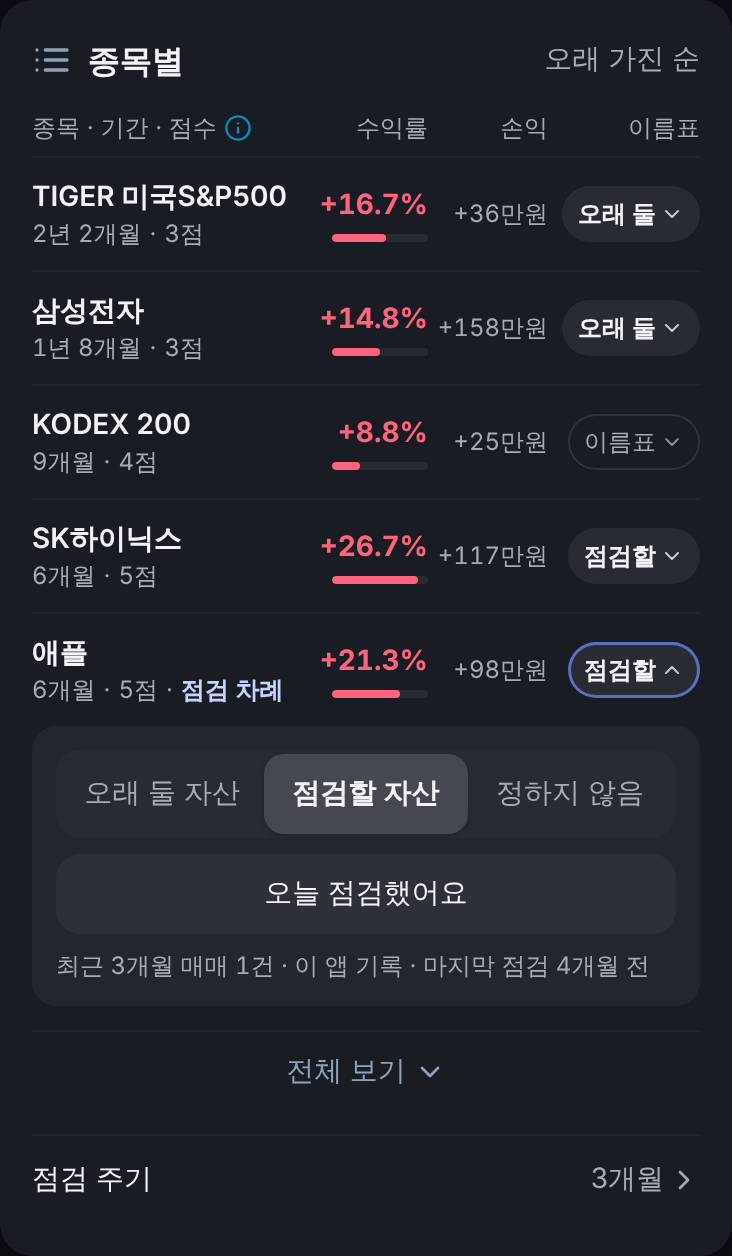 종목별 오래 가진 순
종목 · 기간 · 점수 수익률 손익 이름표
TIGER 미국S&P500 +16.7% +36만원 오래 둘
2년 2개월 · 3점
삼성전자 +14.8% +158만원 오래 둘
1년 8개월 · 3점
KODEX 200 +8.8% +25만원 이름표
9개월 · 4점
SK하이닉스 +26.7% +117만원 점검할
6개월 · 5점
애플 +21.3% +98만원 점검할
6개월 · 5점 · 점검 차례
오래 둘 자산 점검할 자산 정하지 않음
오늘 점검했어요
최근 3개월 매매 1건 · 이 앱 기록 · 마지막 점검 4개월 전
전체 보기
점검 주기 3개월